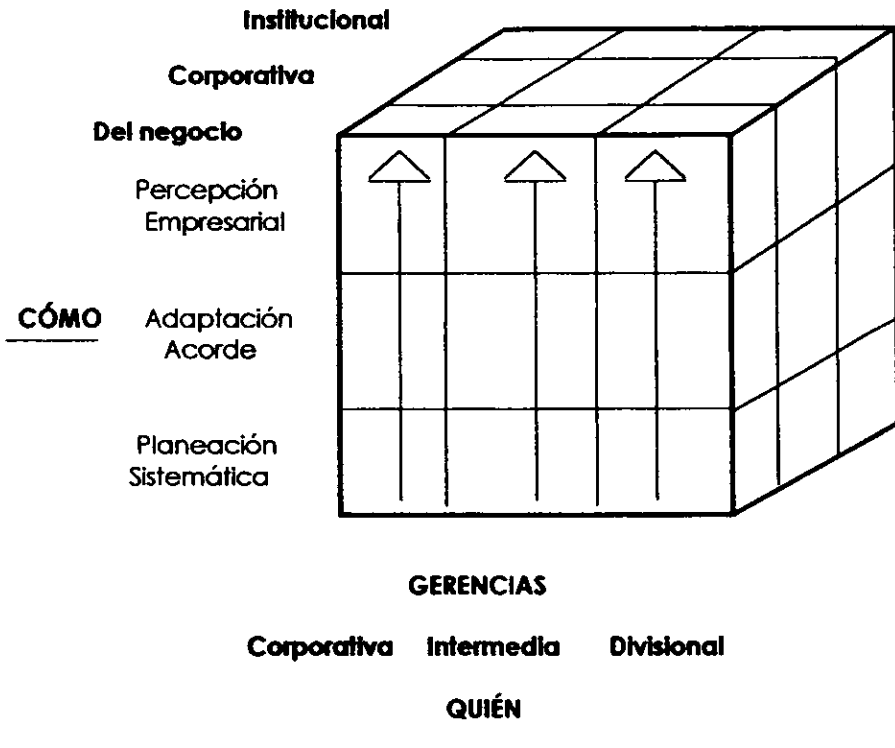 Institucional
Corporativa
Del negocio
Percepción
Empresarial
CÓMO Adaptación
Acorde
Planeación
Sistemática
GERENCIAS
Corporativa Intermedia Divisional
QUIÉN